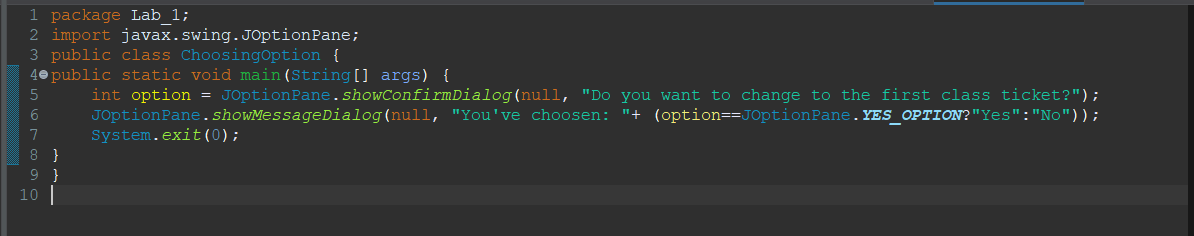 1 package Lab_1;
2 import javax.swing.JOptionPane;
3 public class ChoosingOption {
4 public static void main(String[] args) {
5     int option = JOptionPane.showConfirmDialog(null, "Do you want to change to the first class ticket?");
6     JOptionPane.showMessageDialog(null, "You've choosen: "+ (option==JOptionPane.YES_OPTION?"Yes":"No"));
7     System.exit(0);
8 }
9 }
10